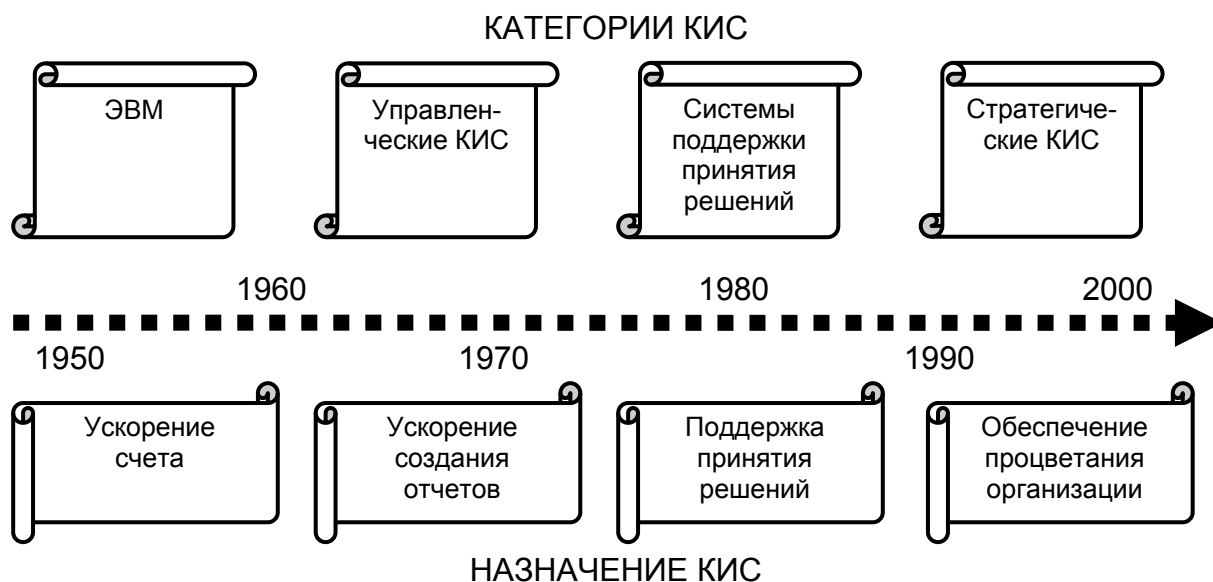 КАТЕГОРИИ КИС
ЭВМ
Управлен-
ческие КИС
Системы
поддержки
принятия
решений
Стратегиче-
ские КИС
1960
1980
2000
1950
1970
1990
Ускорение
счета
Ускорение
создания
отчетов
Поддержка
принятия
решений
Обеспечение
процветания
организации
НАЗНАЧЕНИЕ КИС